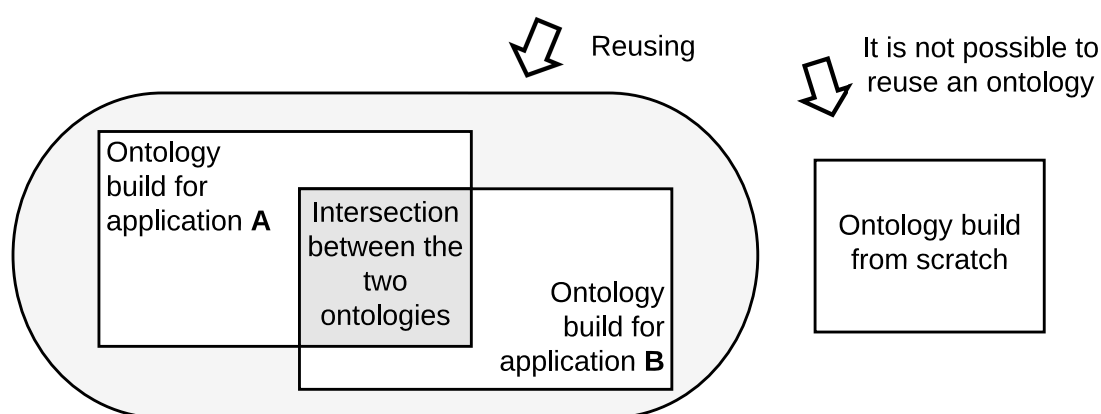 Reusing
It is not possible to
reuse an ontology
Ontology
build for
application A
Intersection
between the
two
ontologies
Ontology
build for
application B
Ontology build
from scratch